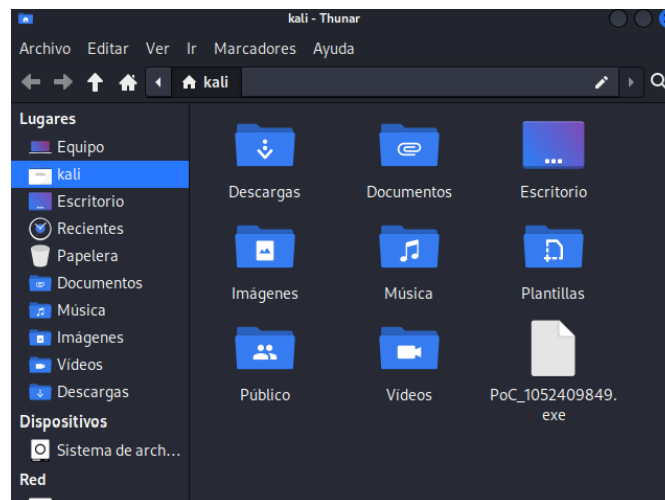 kali - Thunar
Archivo Editar Ver Ir Marcadores Ayuda
kali
Lugares
Equipo
kali
Escritorio
Recientes
Papelera
Documentos
Música
Imágenes
Vídeos
Descargas
Dispositivos
Sistema de arch...
Red
Descargas Documentos Escritorio
Imágenes Música Plantillas
Público Vídeos PoC_1052409849.
exe